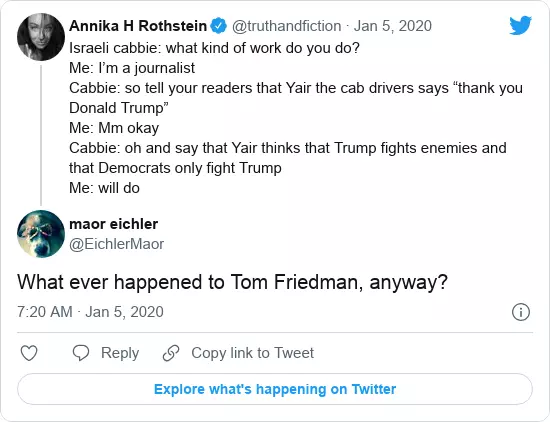 Annika H Rothstein @truthandfiction · Jan 5, 2020
Israeli cabbie: what kind of work do you do?
Me: I’m a journalist
Cabbie: so tell your readers that Yair the cab drivers says “thank you
Donald Trump”
Me: Mm okay
Cabbie: oh and say that Yair thinks that Trump fights enemies and
that Democrats only fight Trump
Me: will do
maor eichler
@EichlerMaor
What ever happened to Tom Friedman, anyway?
7:20 AM · Jan 5, 2020
Reply Copy link to Tweet
Explore what's happening on Twitter